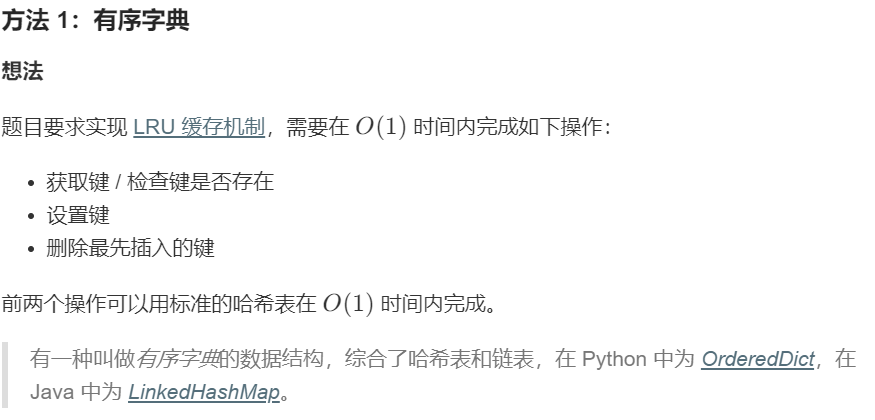 方法 1：有序字典
想法
题目要求实现 LRU 缓存机制，需要在 O(1) 时间内完成如下操作：
• 获取键 / 检查键是否存在
• 设置键
• 删除最先插入的键
前两个操作可以用标准的哈希表在 O(1) 时间内完成。
有一种叫做有序字典的数据结构，综合了哈希表和链表，在 Python 中为 OrderedDict，在
Java 中为 LinkedHashMap。